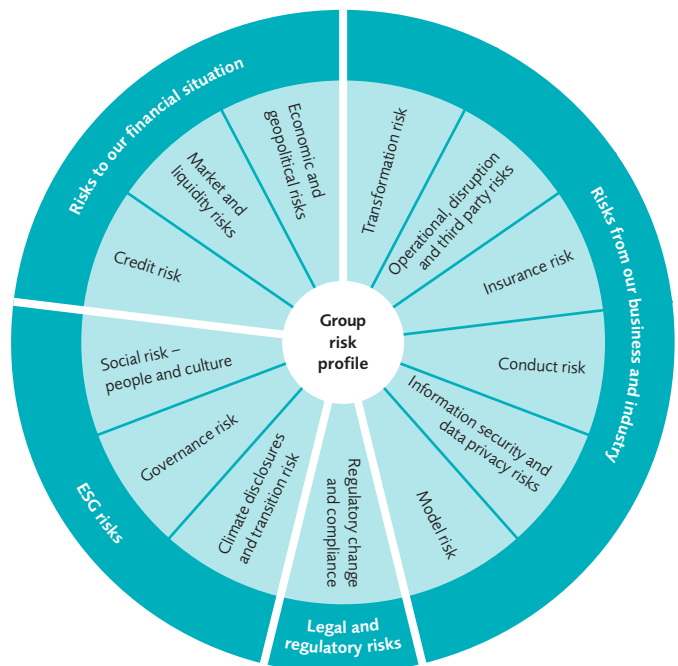 Group
risk
profile
Risks to our financial situation
Economic and
geopolitical risks
Market and
liquidity risks
Credit risk
Risks from our business and industry
Transformation risk
Operational, disruption
and third party risks
Insurance risk
Conduct risk
Information security and
data privacy risks
Model risk
Legal and
regulatory risks
Regulatory change
and compliance
ESG risks
Climate disclosures
and transition risk
Governance risk
Social risk –
people and culture